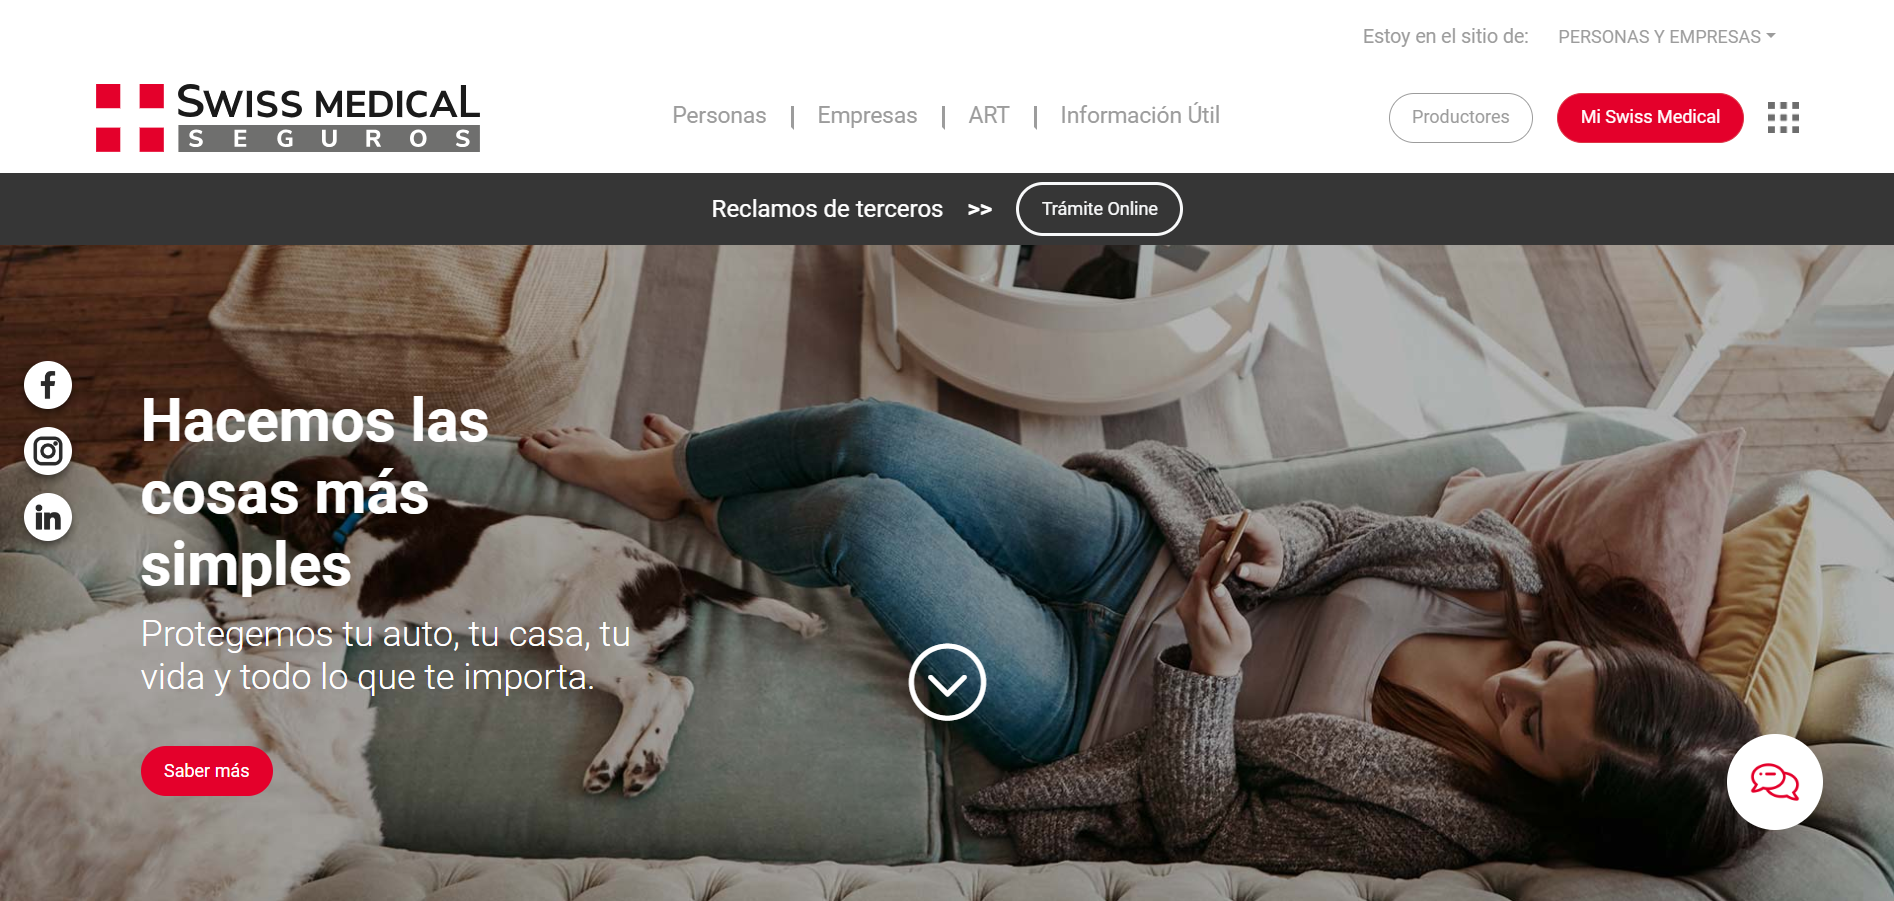 Estoy en el sitio de: PERSONAS Y EMPRESAS
SWISS MEDICAL
SEGUROS
Personas | Empresas | ART | Información Útil
Productores
Mi Swiss Medical
Reclamos de terceros >> Trámite Online
Hacemos las
cosas más
simples
Protegemos tu auto, tu casa, tu
vida y todo lo que te importa.
Saber más